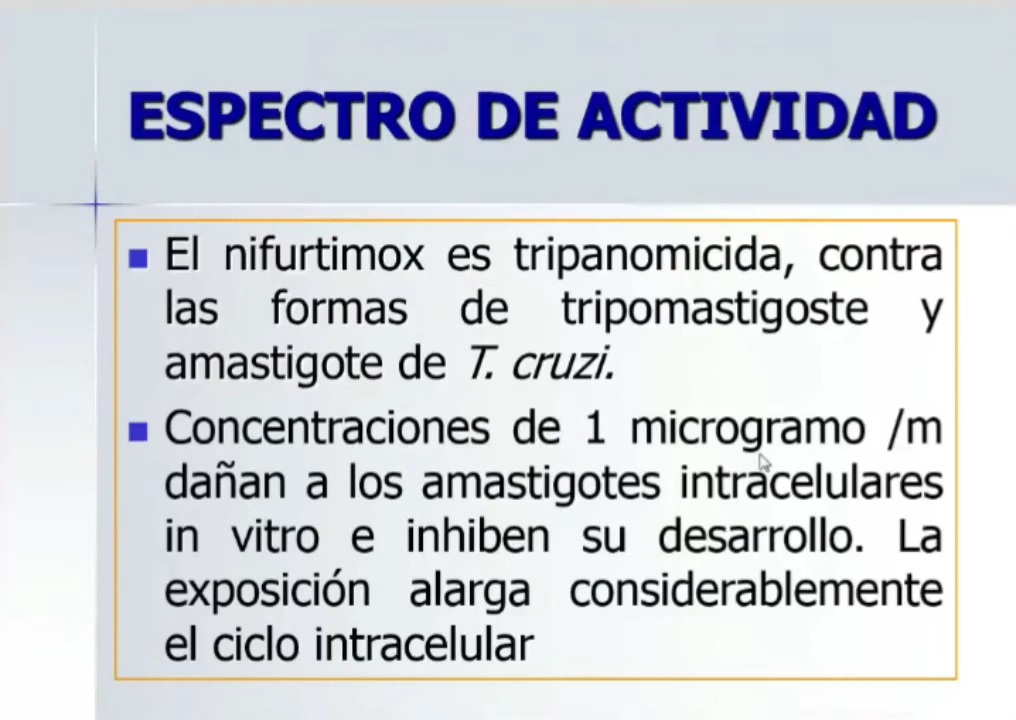 ESPECTRO DE ACTIVIDAD
El nifurtimox es tripanomicida, contra
las formas de tripomastigoste y
amastigote de T. cruzi.
Concentraciones de 1 microgramo /m
dañan a los amastigotes intracelulares
in vitro e inhiben su desarrollo. La
exposición alarga considerablemente
el ciclo intracelular